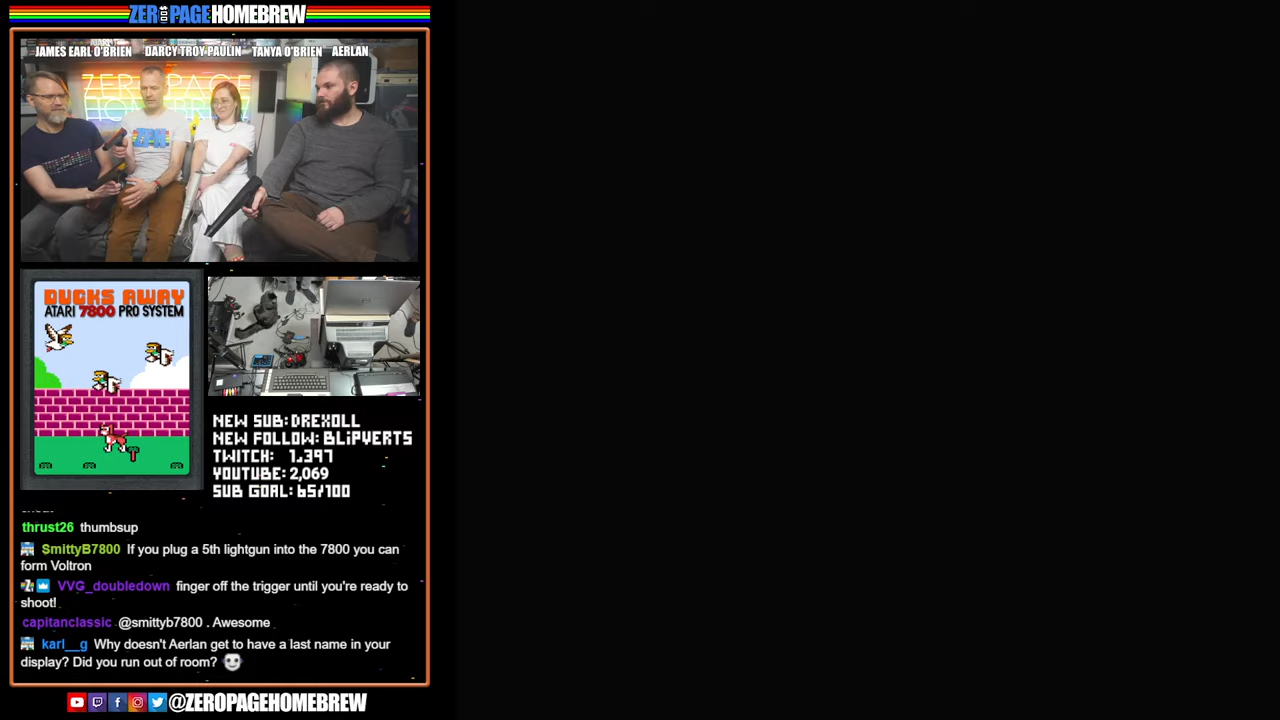 ZERO PAGE HOMEBREW
JAMES EARL O'BRIEN DARCY TROY PAULIN TANYA O'BRIEN AERLAN
ZERO PAGE
HOMEBREW
ZPH
DUCKS AWAY
ATARI 7800 PRO SYSTEM
NEW SUB: DREXOLL
NEW FOLLOW: BLiPVERTS
TWITCH: 1,397
YOUTUBE: 2,069
SUB GOAL: 65/100
thrust26 thumbsup
SmittyB7800 If you plug a 5th lightgun into the 7800 you can
form Voltron
VVG_doubledown finger off the trigger until you're ready to
shoot!
capitanclassic @smittyb7800 . Awesome
karl__g Why doesn't Aerlan get to have a last name in your
display? Did you run out of room?
@ZEROPAGEHOMEBREW